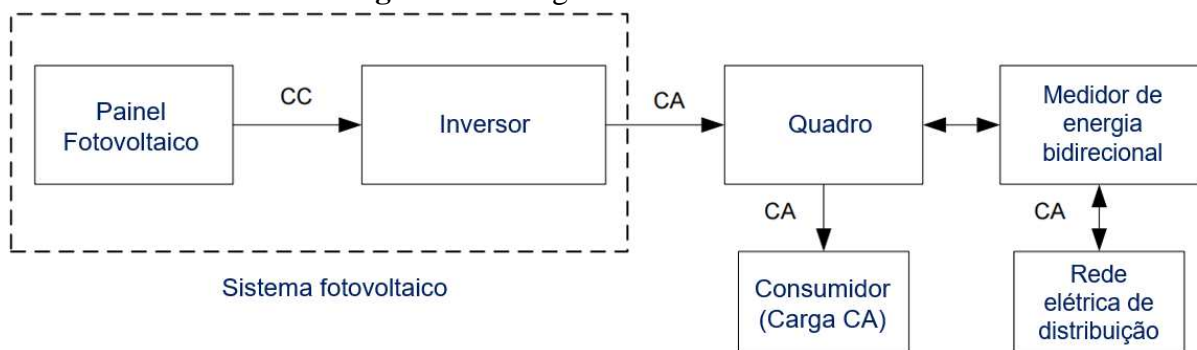 Painel
Fotovoltaico
CC
Inversor
CA
Quadro
Medidor de
energia
bidirecional
CA
CA
Sistema fotovoltaico
Consumidor
(Carga CA)
Rede
elétrica de
distribuição